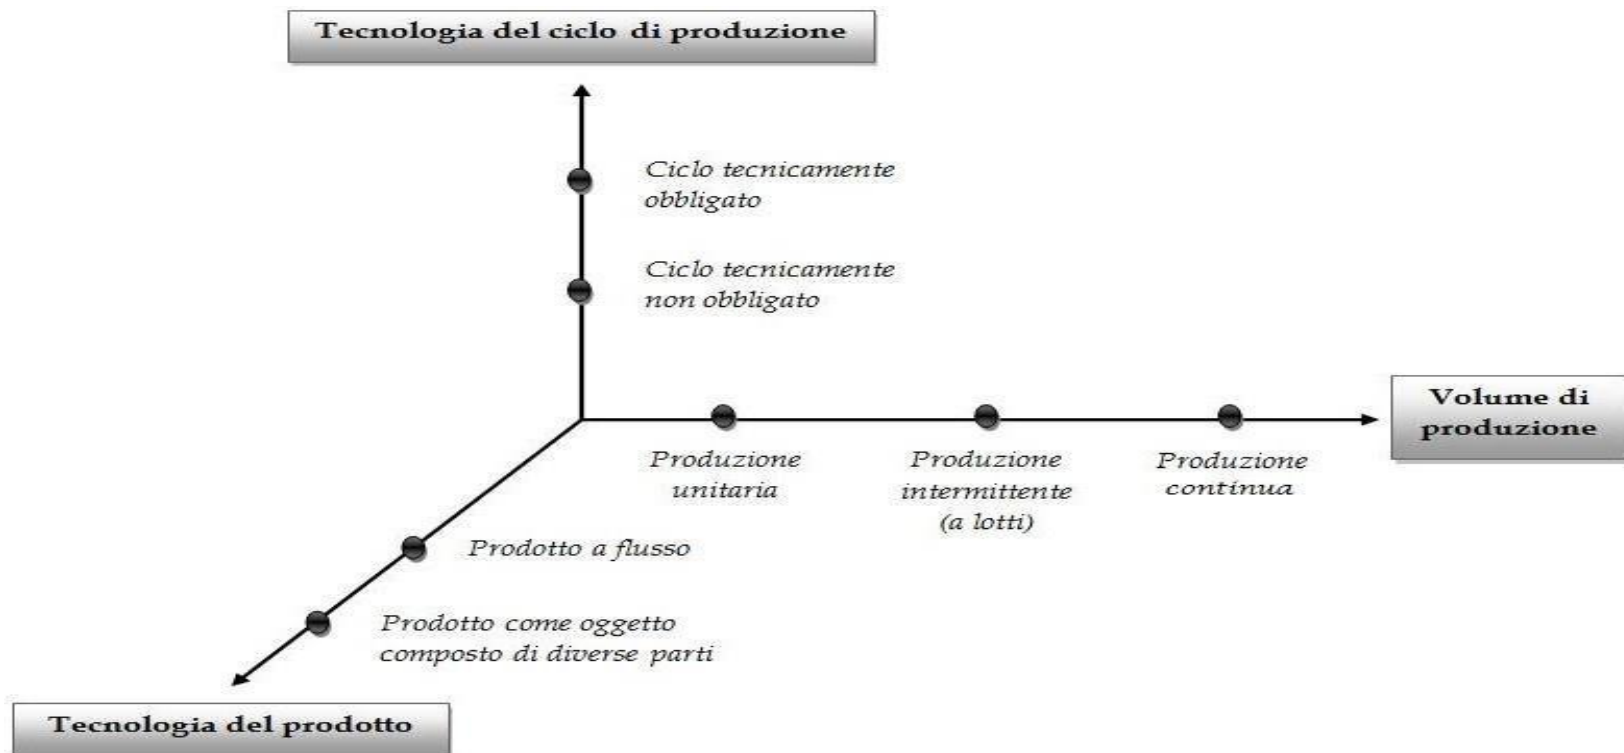 Tecnologia del ciclo di produzione
Ciclo tecnicamente
obbligato
Ciclo tecnicamente
non obbligato
Volume di
produzione
Produzione
unitaria
Produzione
intermittente
(a lotti)
Produzione
continua
Prodotto a flusso
Prodotto come oggetto
composto di diverse parti
Tecnologia del prodotto